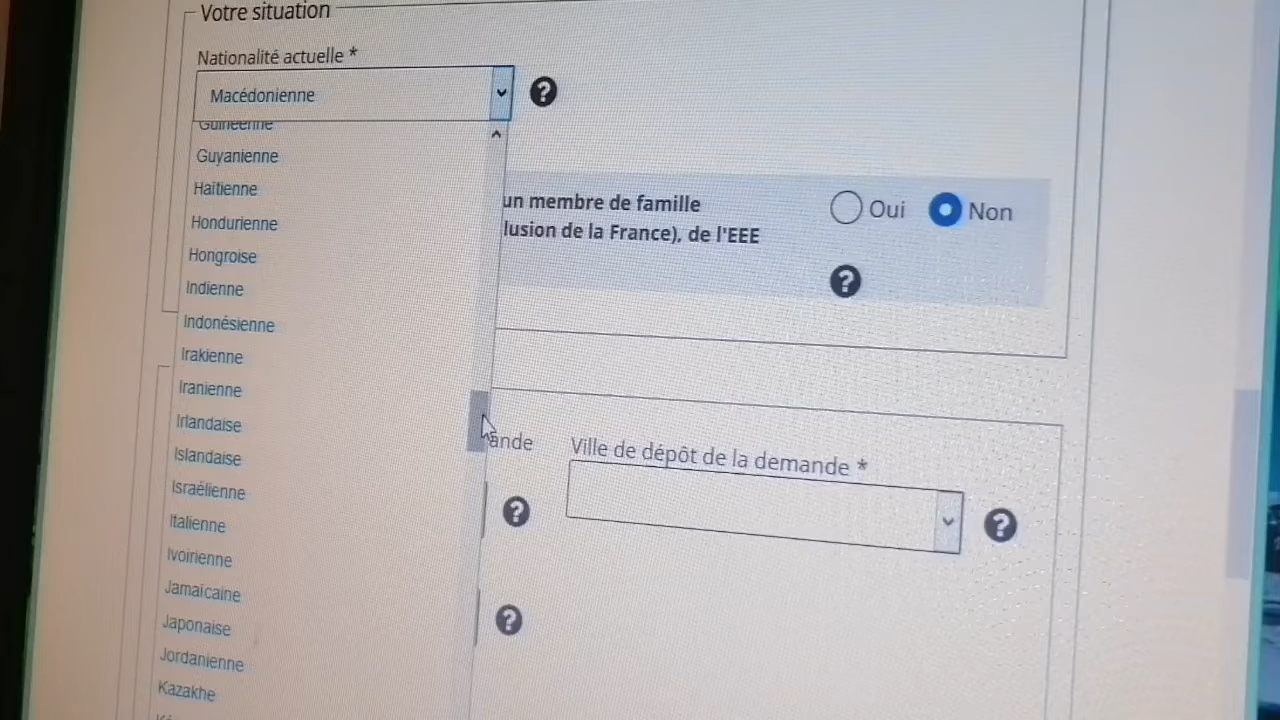 Votre situation
Nationalité actuelle *
Macédonienne
Guinéenne
Guyanienne
Haïtienne
Hondurienne
Hongroise
Indienne
Indonésienne
Irakienne
Iranienne
Irlandaise
Islandaise
Israélienne
Italienne
Ivoirienne
Jamaïcaine
Japonaise
Jordanienne
Kazakhe
un membre de famille
lusion de la France), de l'EEE
Oui Non
?
?
ande
Ville de dépôt de la demande *
?
?
?